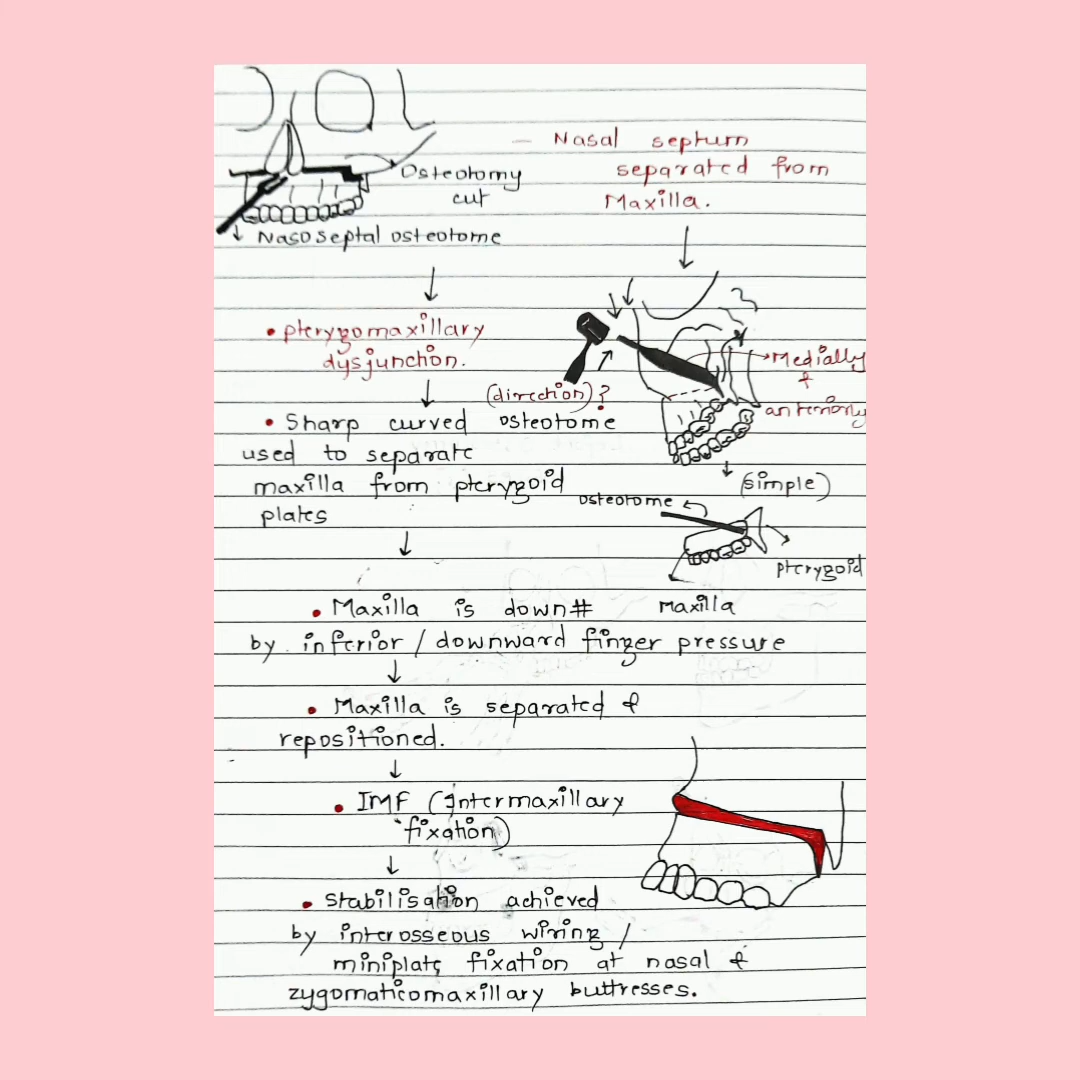 — Nasal septum
separated from
Maxilla.
Osteotomy
cut
Nasoseptal osteotome
• pterygomaxillary
dysjunction.
Medially
&
anteriorly
(direction)?
• Sharp curved osteotome
used to separate
maxilla from pterygoid
plates
(simple)
osteotome
pterygoid
maxilla
• Maxilla is down#
by inferior / downward finger pressure
• Maxilla is separated &
repositioned.
• IMF (Intermaxillary
fixation)
• Stabilisation achieved
by interosseous wiring /
miniplate fixation at nasal &
zygomaticomaxillary buttresses.